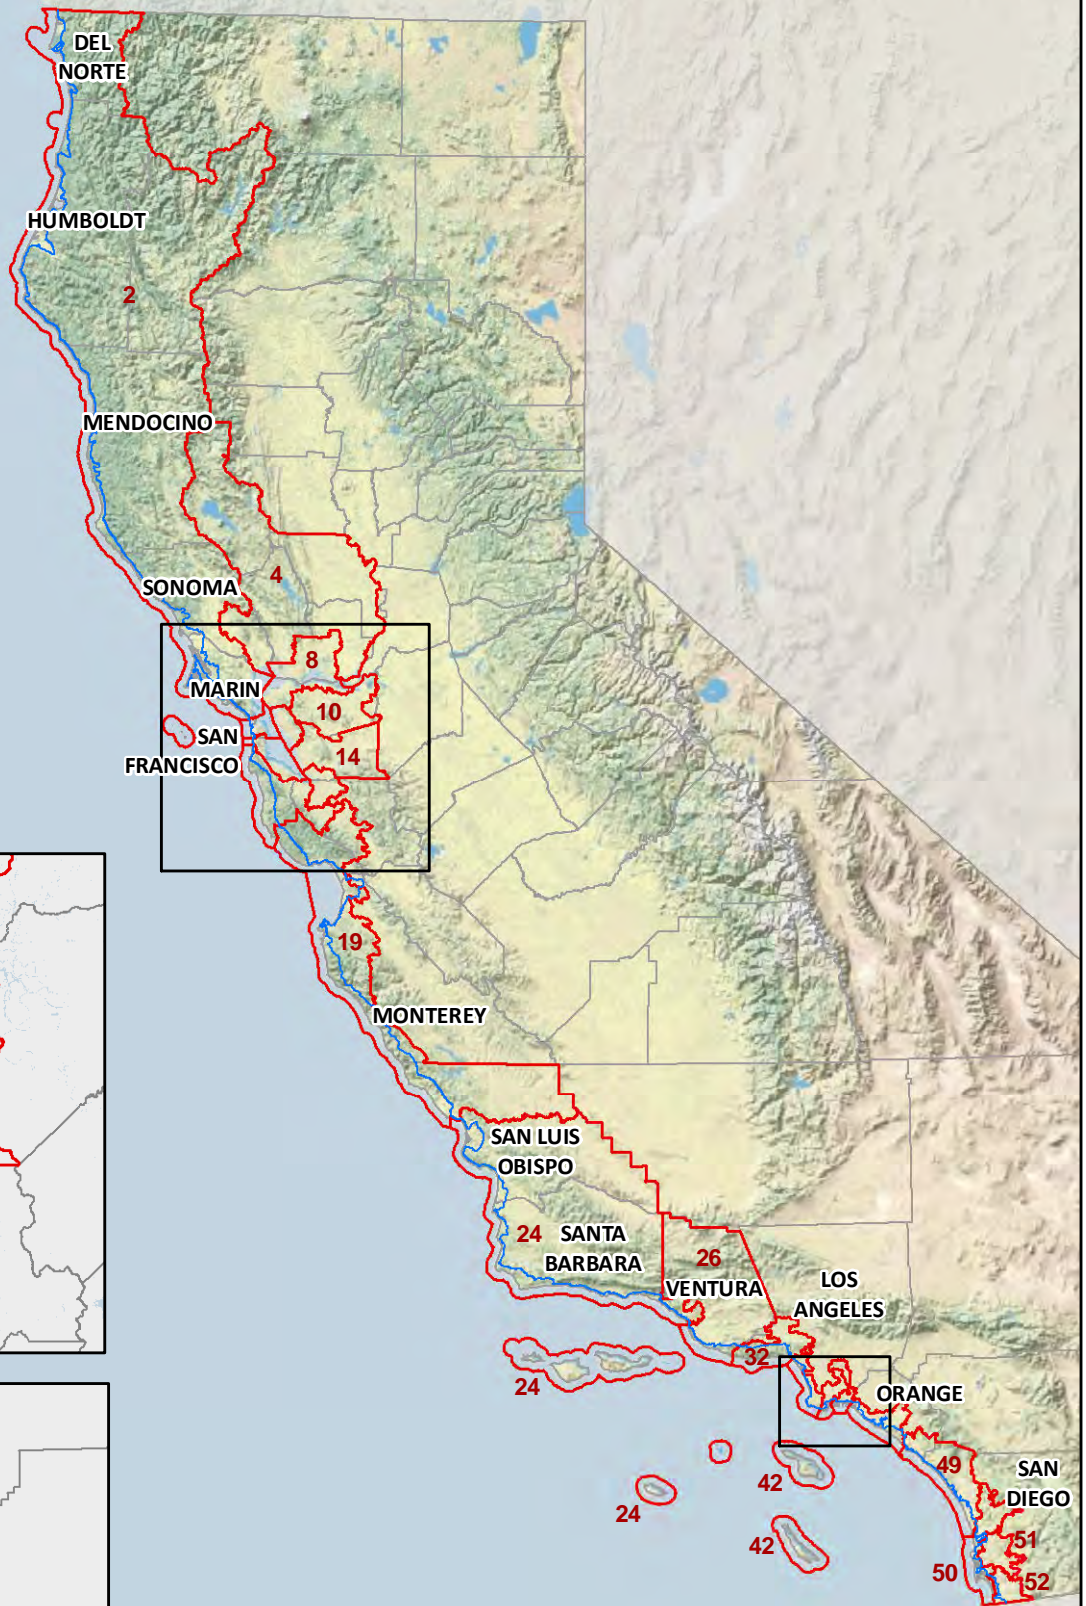 DEL
NORTE
HUMBOLDT
2
MENDOCINO
4
SONOMA
8
MARIN
10
SAN
FRANCISCO
14
19
MONTEREY
SAN LUIS
OBISPO
24
SANTA
BARBARA
26
VENTURA
LOS
ANGELES
32
24
ORANGE
49
42
SAN
DIEGO
24
42
51
50
52